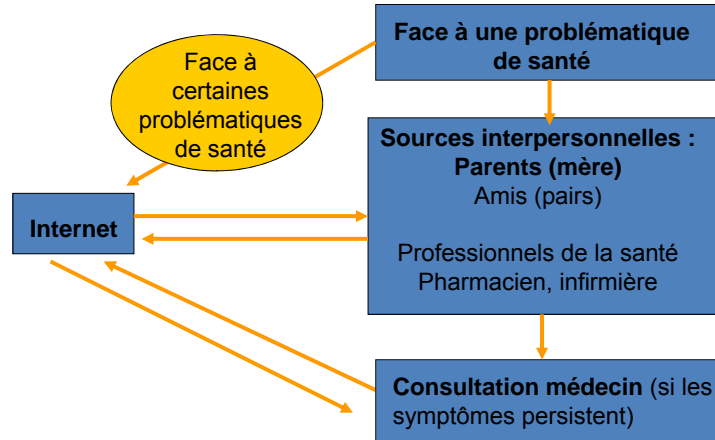 Face à une problématique
de santé
Face à
certaines
problématiques
de santé
Sources interpersonnelles :
Parents (mère)
Amis (pairs)
Professionnels de la santé
Pharmacien, infirmière
Internet
Consultation médecin (si les
symptômes persistent)